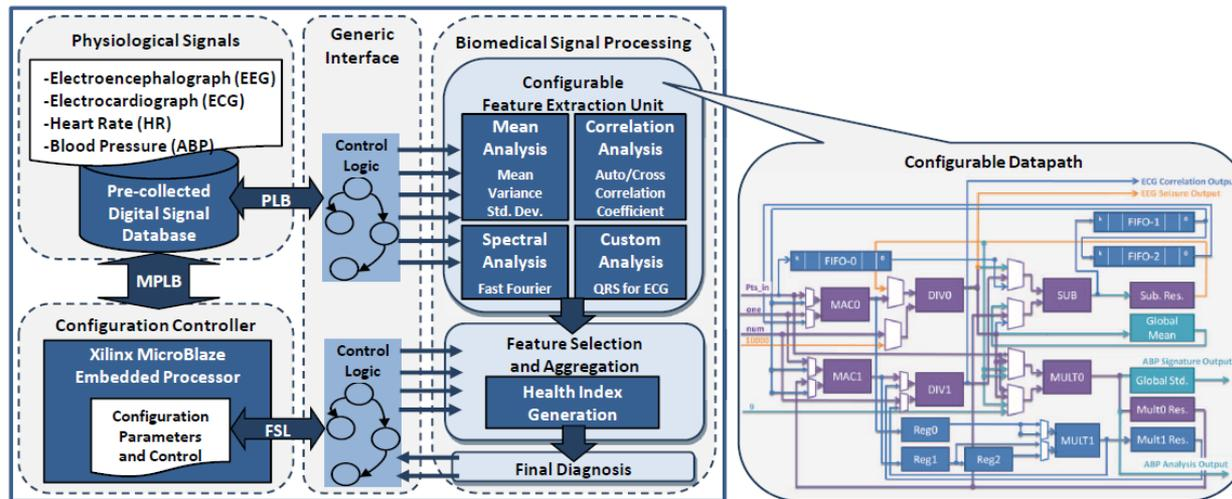 Physiological Signals
-Electroencephalograph (EEG)
-Electrocardiograph (ECG)
-Heart Rate (HR)
-Blood Pressure (ABP)
Pre-collected
Digital Signal
Database
PLB
MPLB
Configuration Controller
Xilinx MicroBlaze
Embedded Processor
Configuration
Parameters
and Control
FSL
Generic
Interface
Control
Logic
Control
Logic
Biomedical Signal Processing
Configurable
Feature Extraction Unit
Mean
Analysis
Mean
Variance
Std. Dev.
Correlation
Analysis
Auto/Cross
Correlation
Coefficient
Spectral
Analysis
Fast Fourier
Custom
Analysis
QRS for ECG
Feature Selection
and Aggregation
Health Index
Generation
Final Diagnosis
Configurable Datapath
ECG Correlation Output
EEG Seizure Output
FIFO-1
FIFO-2
FIFO-0
Pts_in
one
num
10000
MAC0
DIV0
SUB
Sub. Res.
Global
Mean
MAC1
DIV1
MULT0
ABP Signature Output
Global Std.
Mult0 Res.
Reg0
MULT1
Mult1 Res.
Reg1
Reg2
ABP Analysis Output